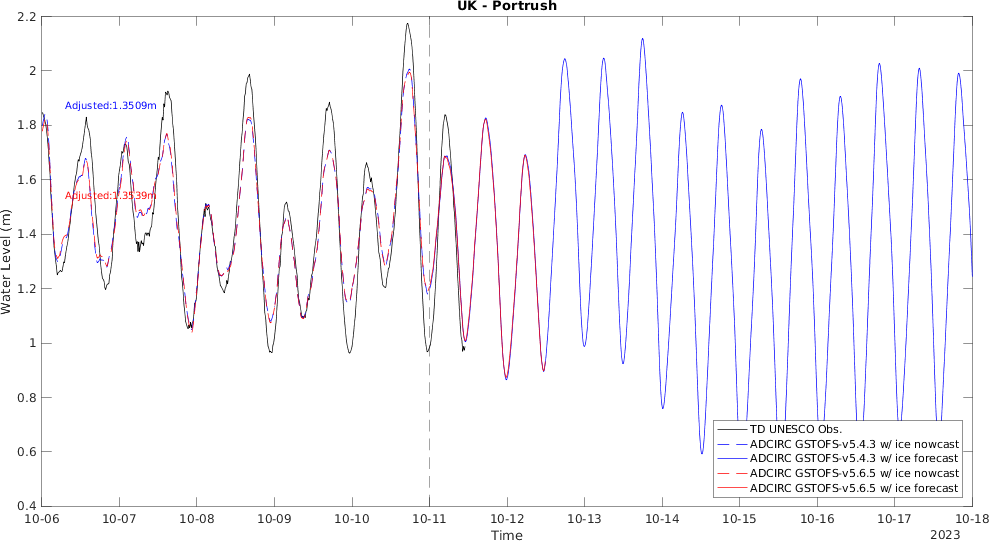 UK - Portrush
2.2
2
1.8
1.6
1.4
1.2
1
0.8
0.6
0.4
Water Level (m)
Adjusted:1.3509m
Adjusted:1.3539m
TD UNESCO Obs.
ADCIRC GSTOFS-v5.4.3 w/ ice nowcast
ADCIRC GSTOFS-v5.4.3 w/ ice forecast
ADCIRC GSTOFS-v5.6.5 w/ ice nowcast
ADCIRC GSTOFS-v5.6.5 w/ ice forecast
10-06 10-07 10-08 10-09 10-10 10-11 10-12 10-13 10-14 10-15 10-16 10-17 10-18
Time
2023